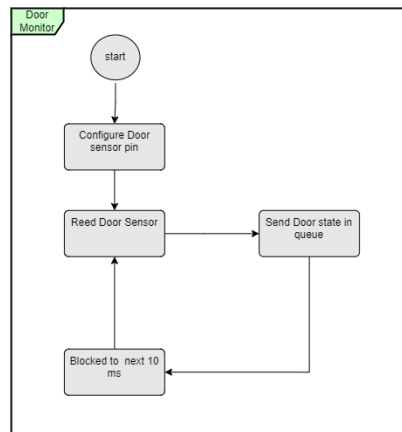 Door
Monitor
start
Configure Door
sensor pin
Reed Door Sensor
Send Door state in
queue
Blocked to next 10
ms